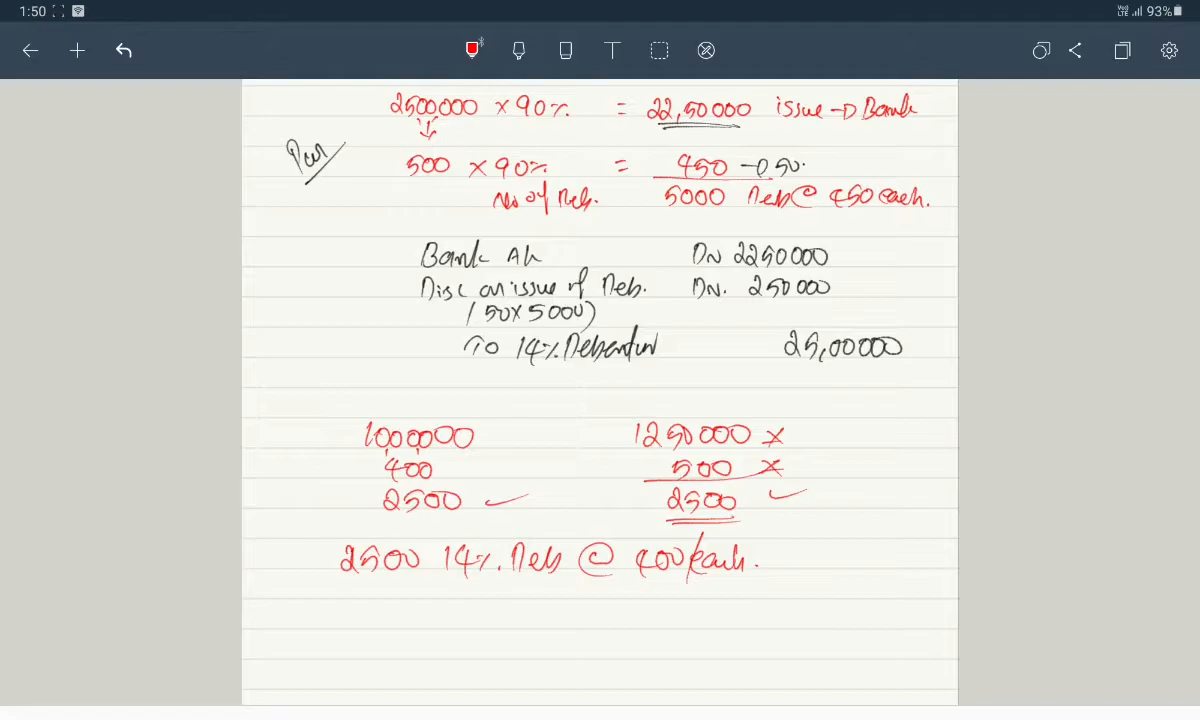 1:50 93%
T
2500000 × 90% = 22,50000 issue → Bank
Par
500 × 90% = 450 → 50.
No of Deb. 5000 Deb @ 450 each.
Bank A/c Dr 2250000
Disc on issue of Deb. Dr. 250000
(50×5000)
To 14% Debenture 25,00000
1000000 1250000 ×
400 500 ×
2500 ✓ 2500 ✓
2500 14% Deb @ 400/each.